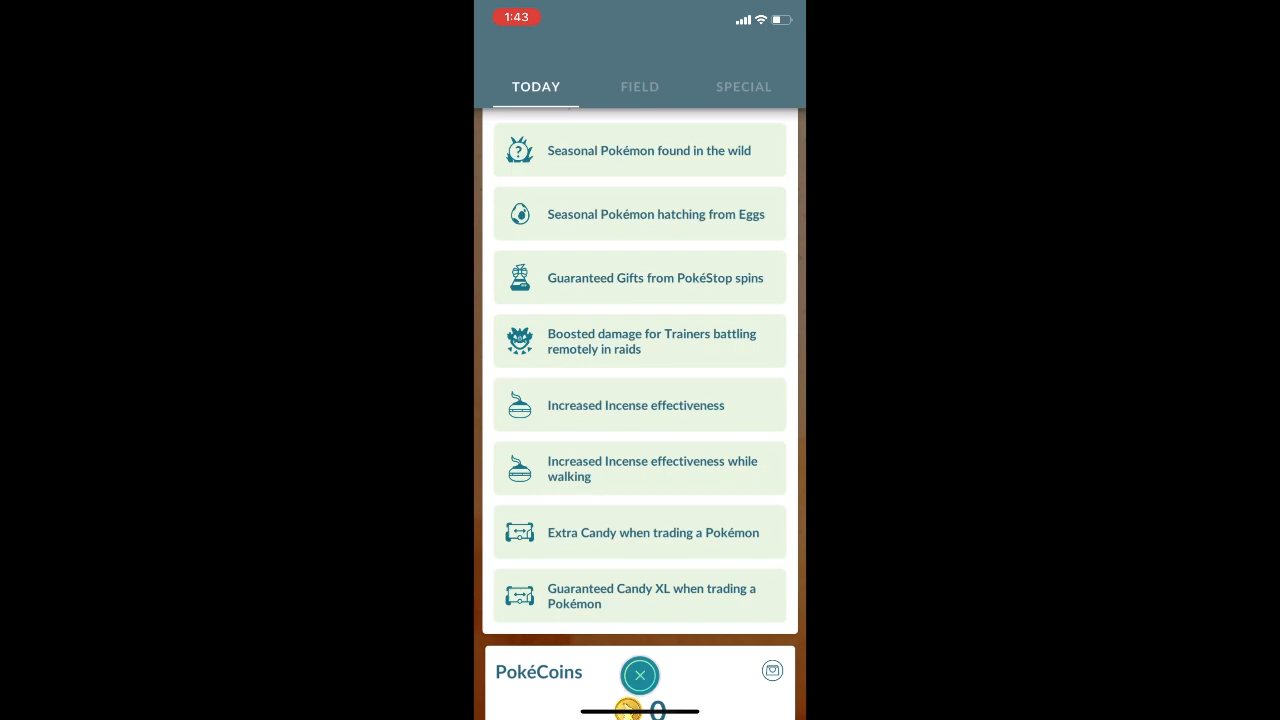 1:43
TODAY FIELD SPECIAL
Seasonal Pokémon found in the wild
Seasonal Pokémon hatching from Eggs
Guaranteed Gifts from PokéStop spins
Boosted damage for Trainers battling
remotely in raids
Increased Incense effectiveness
Increased Incense effectiveness while
walking
Extra Candy when trading a Pokémon
Guaranteed Candy XL when trading a
Pokémon
PokéCoins
0